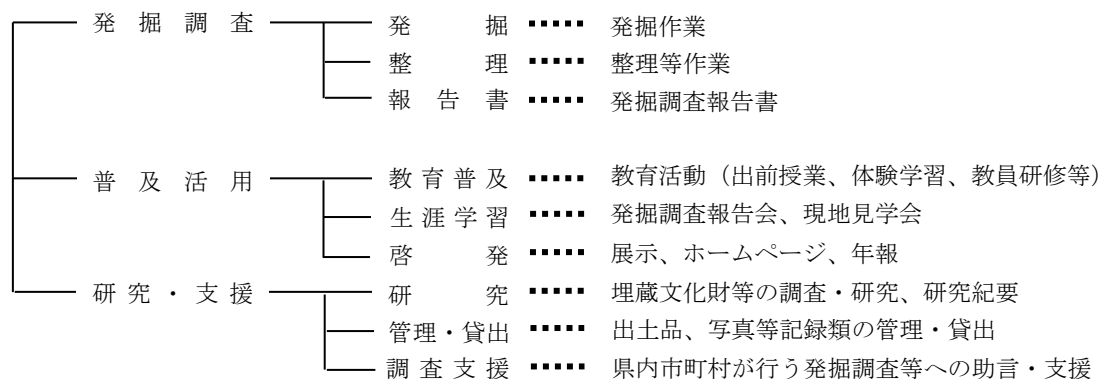 発掘調査 発掘 ▪▪▪▪▪ 発掘作業
整理 ▪▪▪▪▪ 整理等作業
報告書 ▪▪▪▪▪ 発掘調査報告書
普及活用 教育普及 ▪▪▪▪▪ 教育活動（出前授業、体験学習、教員研修等）
生涯学習 ▪▪▪▪▪ 発掘調査報告会、現地見学会
啓発 ▪▪▪▪▪ 展示、ホームページ、年報
研究・支援 研究 ▪▪▪▪▪ 埋蔵文化財等の調査・研究、研究紀要
管理・貸出 ▪▪▪▪▪ 出土品、写真等記録類の管理・貸出
調査支援 ▪▪▪▪▪ 県内市町村が行う発掘調査等への助言・支援